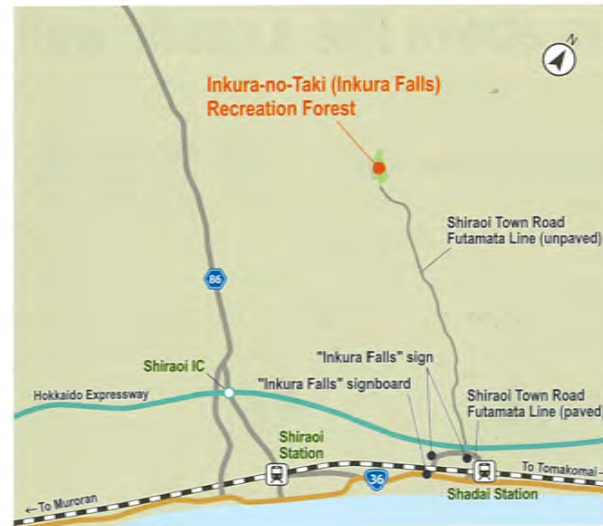 N
Inkura-no-Taki (Inkura Falls)
Recreation Forest
Shiraoi Town Road
Futamata Line (unpaved)
86
"Inkura Falls" sign
Shiraoi IC
"Inkura Falls" signboard
Shiraoi Town Road
Futamata Line (paved)
Hokkaido Expressway
Shiraoi
Station
To Tomakomai→
36
←To Muroran
Shadai Station